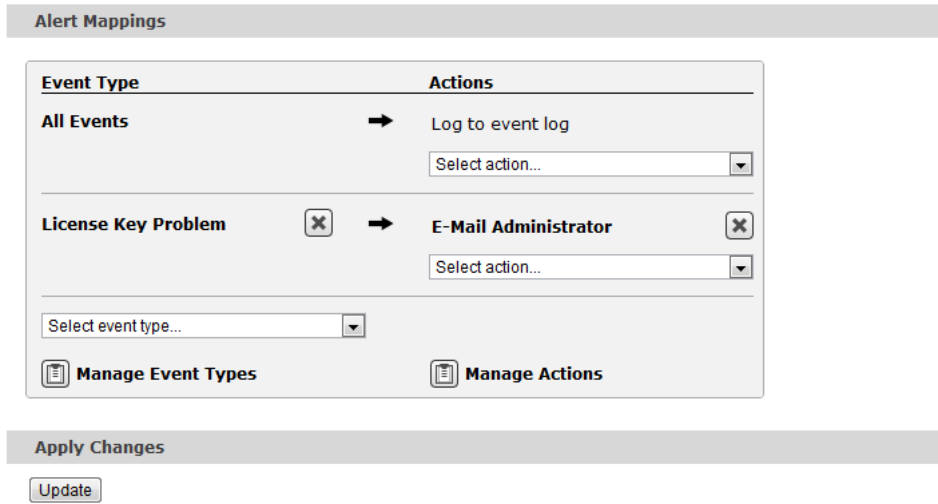 Alert Mappings
Event Type Actions
All Events Log to event log
Select action...
License Key Problem E-Mail Administrator
Select action...
Select event type...
Manage Event Types Manage Actions
Apply Changes
Update